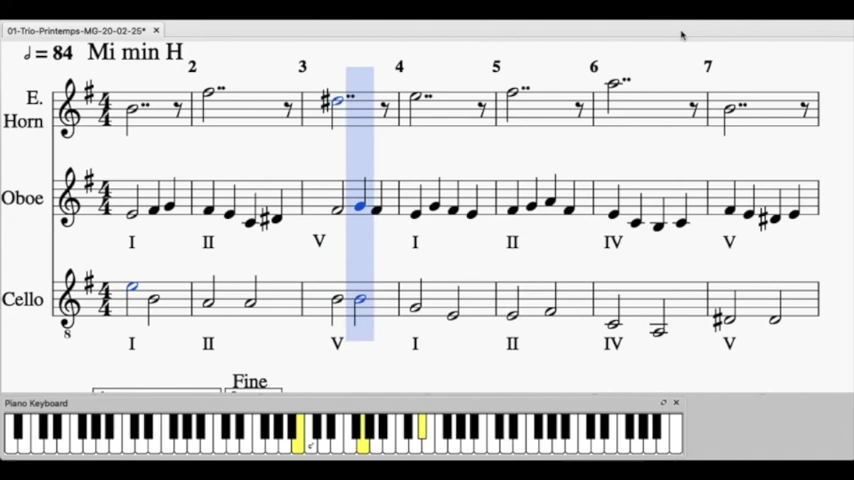 01-Trio-Printemps-MG-20-02-25*
= 84 Mi min H
2 3 4 5 6 7
E.
Horn
Oboe
I II V I II IV V
Cello
8
I II V I II IV V
Fine
Piano Keyboard